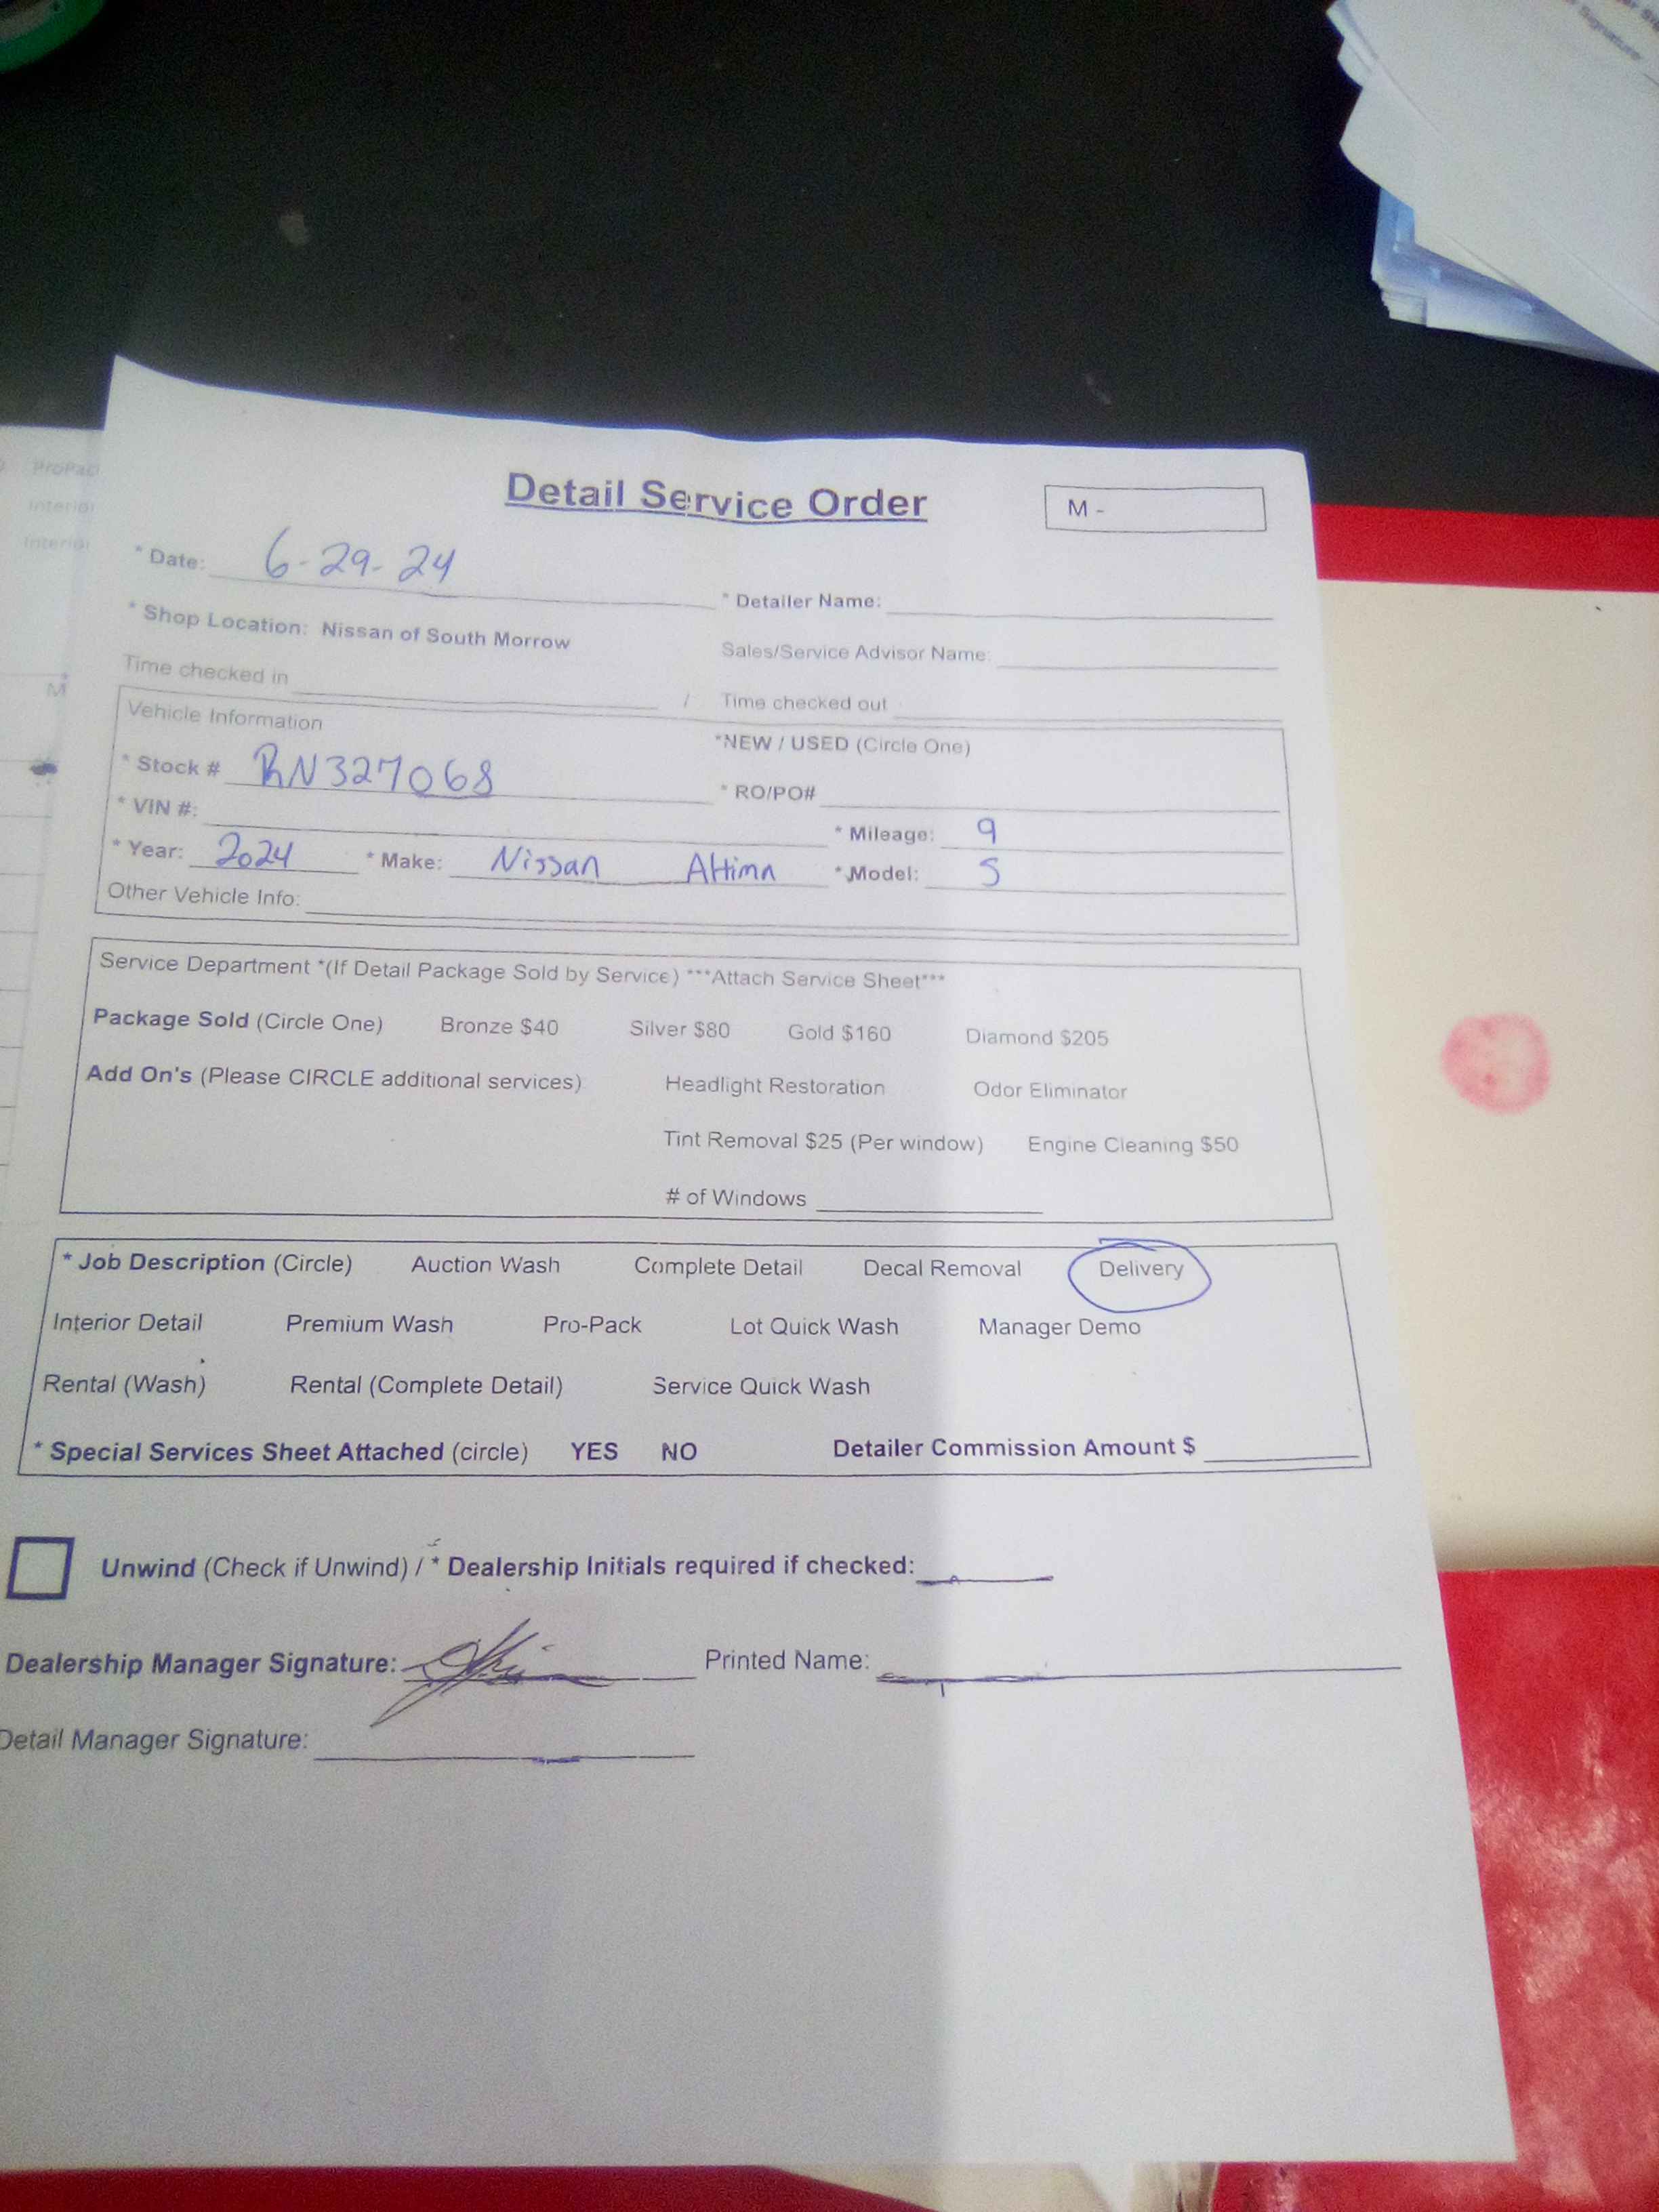 Detail Service Order
M -
* Date: 6-29-24
* Detailer Name:
* Shop Location: Nissan of South Morrow
Sales/Service Advisor Name:
Time checked in / Time checked out
Vehicle Information
*NEW / USED (Circle One)
* Stock # RN327068
* RO/PO#
* VIN #:
* Mileage: 9
* Year: 2024 * Make: Nissan Altima * Model: S
Other Vehicle Info:
Service Department *(If Detail Package Sold by Service) ***Attach Service Sheet***
Package Sold (Circle One) Bronze $40 Silver $80 Gold $160 Diamond $205
Add On's (Please CIRCLE additional services) Headlight Restoration Odor Eliminator
Tint Removal $25 (Per window) Engine Cleaning $50
# of Windows
* Job Description (Circle) Auction Wash Complete Detail Decal Removal Delivery
Interior Detail Premium Wash Pro-Pack Lot Quick Wash Manager Demo
Rental (Wash) Rental (Complete Detail) Service Quick Wash
* Special Services Sheet Attached (circle) YES NO Detailer Commission Amount $
Unwind (Check if Unwind) / * Dealership Initials required if checked:
Dealership Manager Signature: Printed Name:
Detail Manager Signature: